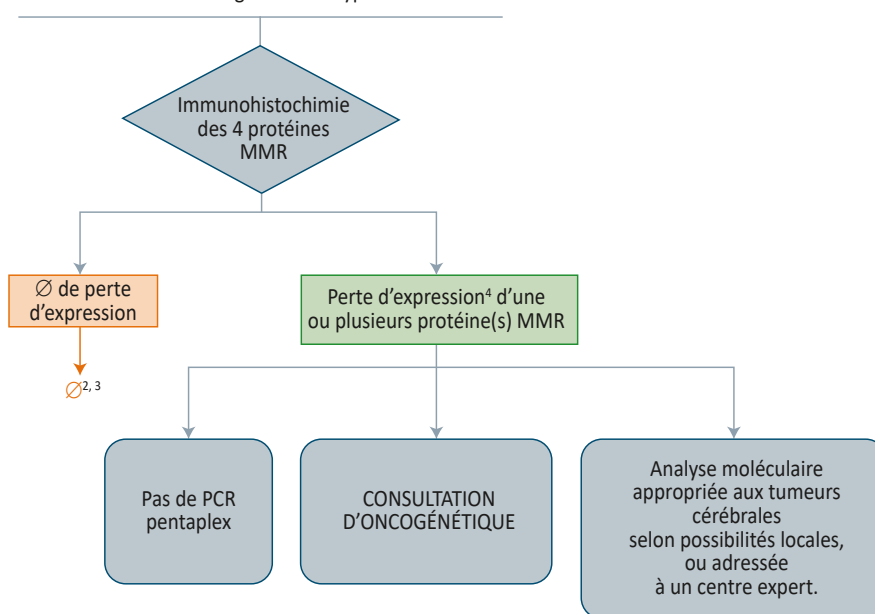 Immunohistochimie
des 4 protéines
MMR
∅ de perte
d'expression
Perte d'expression⁴ d'une
ou plusieurs protéine(s) MMR
∅²,³
Pas de PCR
pentaplex
CONSULTATION
D'ONCOGÉNÉTIQUE
Analyse moléculaire
appropriée aux tumeurs
cérébrales
selon possibilités locales,
ou adressée
à un centre expert.